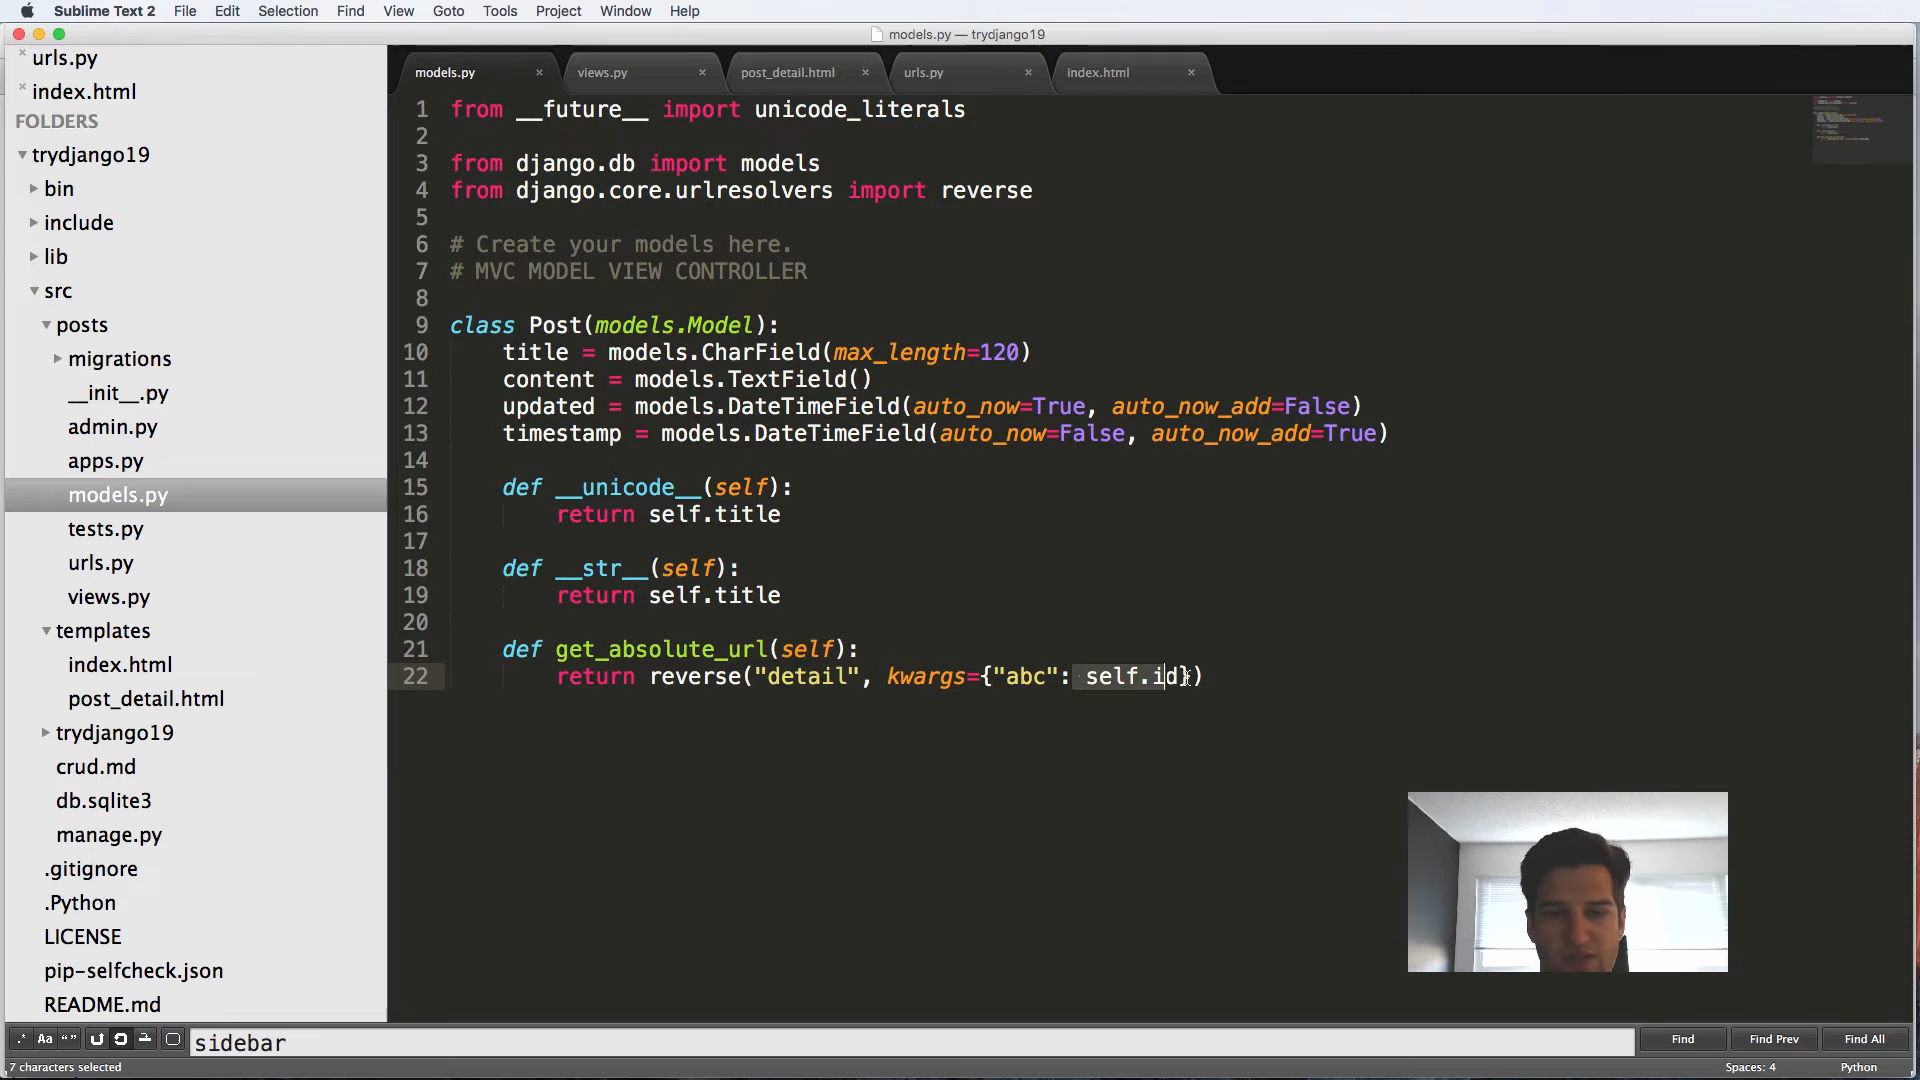 Sublime Text 2 File Edit Selection Find View Goto Tools Project Window Help
models.py — trydjango19
models.py × views.py × post_detail.html × urls.py × index.html ×
× urls.py
× index.html
FOLDERS
trydjango19
bin
include
lib
src
posts
migrations
__init__.py
admin.py
apps.py
models.py
tests.py
urls.py
views.py
templates
index.html
post_detail.html
trydjango19
crud.md
db.sqlite3
manage.py
.gitignore
.Python
LICENSE
pip-selfcheck.json
README.md
1 from __future__ import unicode_literals
2
3 from django.db import models
4 from django.core.urlresolvers import reverse
5
6 # Create your models here.
7 # MVC MODEL VIEW CONTROLLER
8
9 class Post(models.Model):
10 title = models.CharField(max_length=120)
11 content = models.TextField()
12 updated = models.DateTimeField(auto_now=True, auto_now_add=False)
13 timestamp = models.DateTimeField(auto_now=False, auto_now_add=True)
14
15 def __unicode__(self):
16 return self.title
17
18 def __str__(self):
19 return self.title
20
21 def get_absolute_url(self):
22 return reverse("detail", kwargs={"abc": self.id})
.* Aa “” sidebar Find Find Prev Find All
7 characters selected Spaces: 4 Python